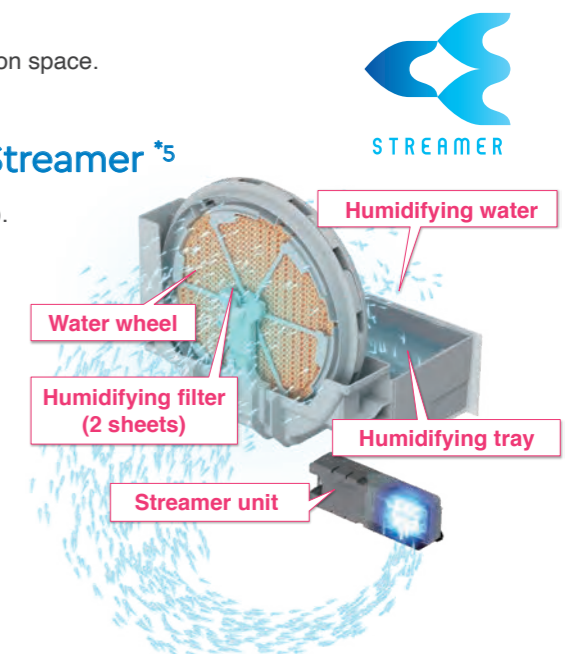 on space.
STREAMER
Streamer *5
.
Humidifying water
Water wheel
Humidifying filter
(2 sheets)
Humidifying tray
Streamer unit